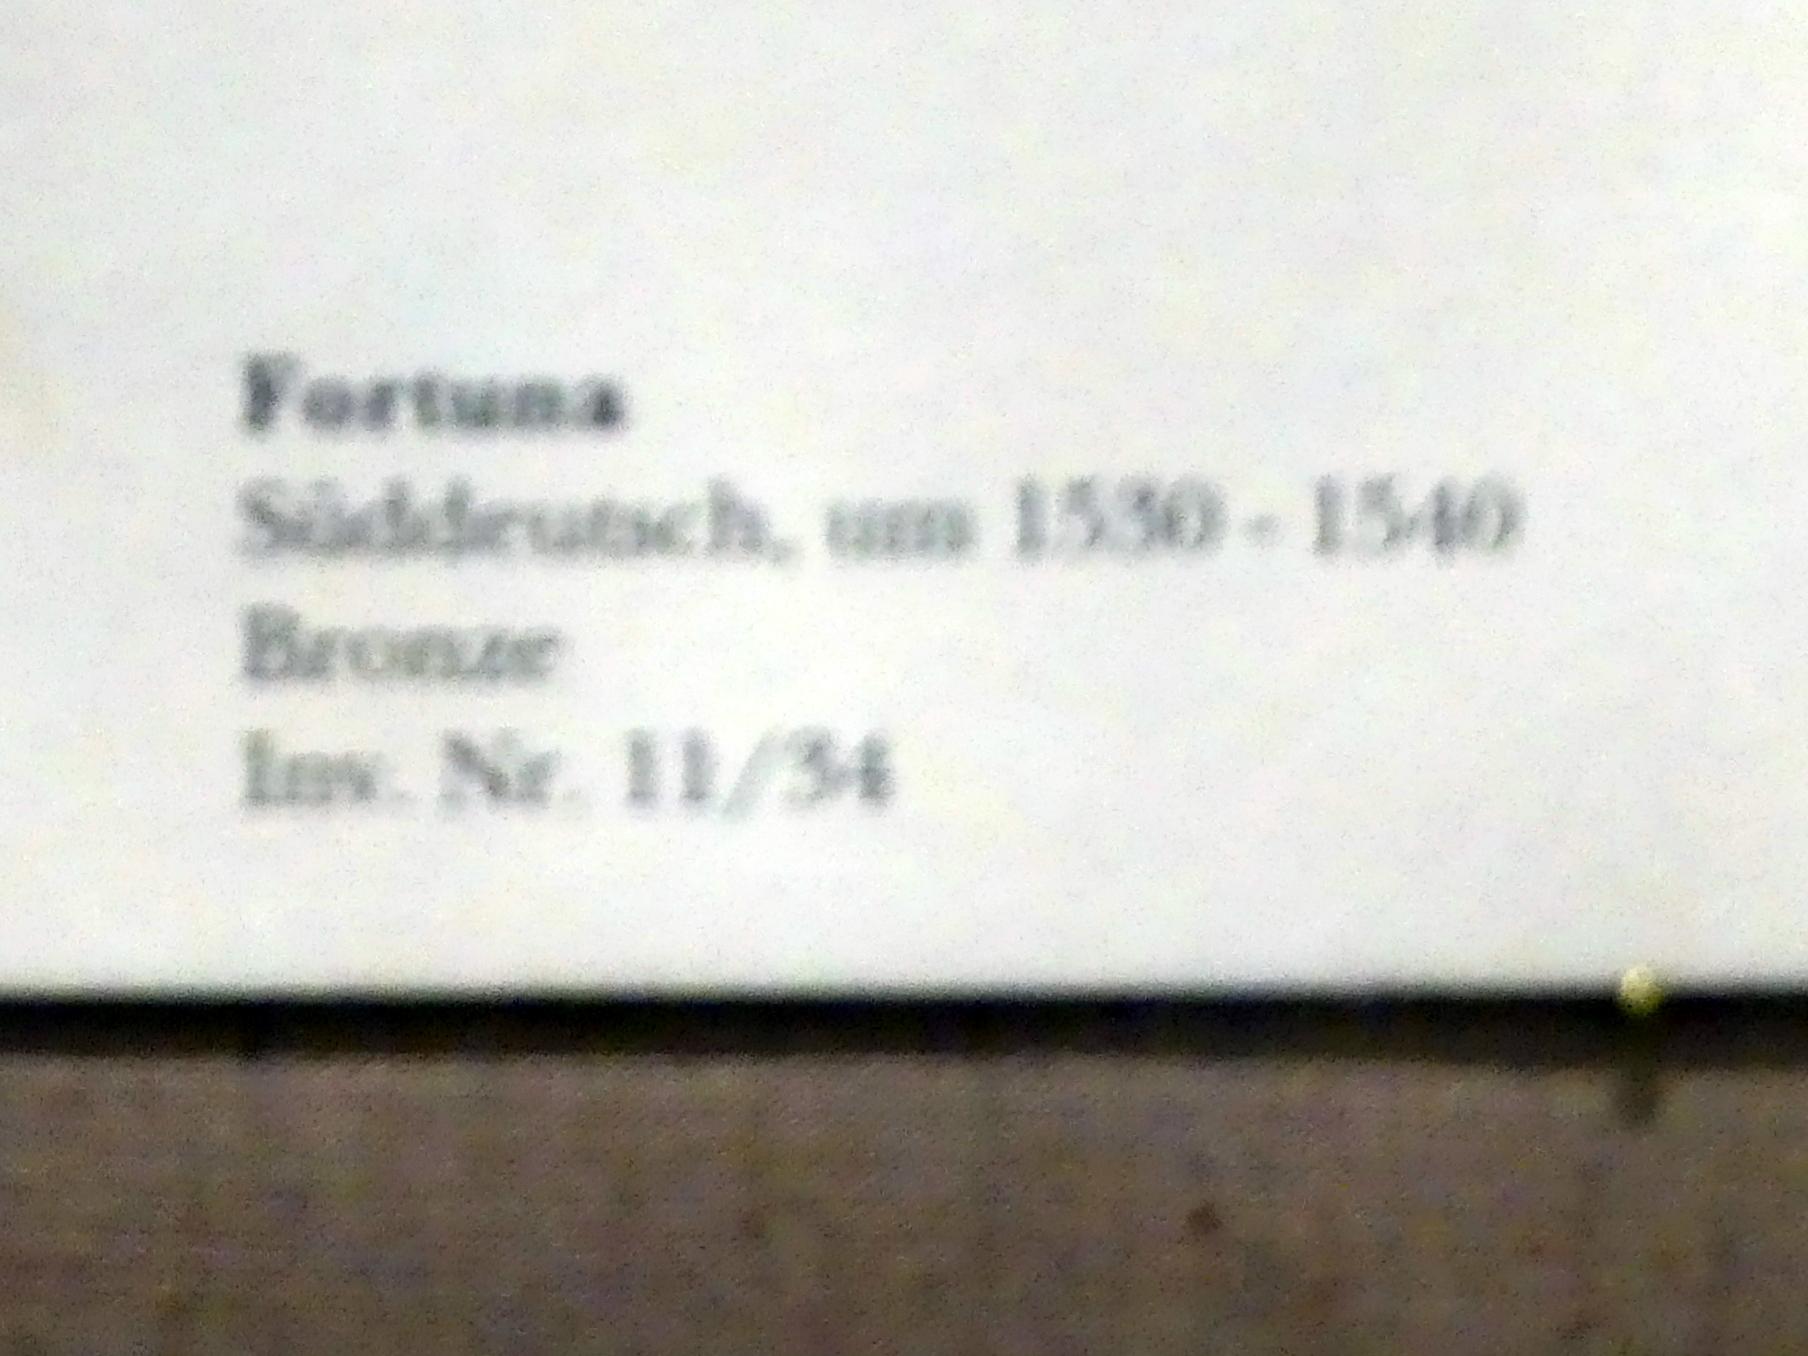 Fortuna
Süddeutsch, um 1530 - 1540
Bronze
Inv. Nr. 11/34